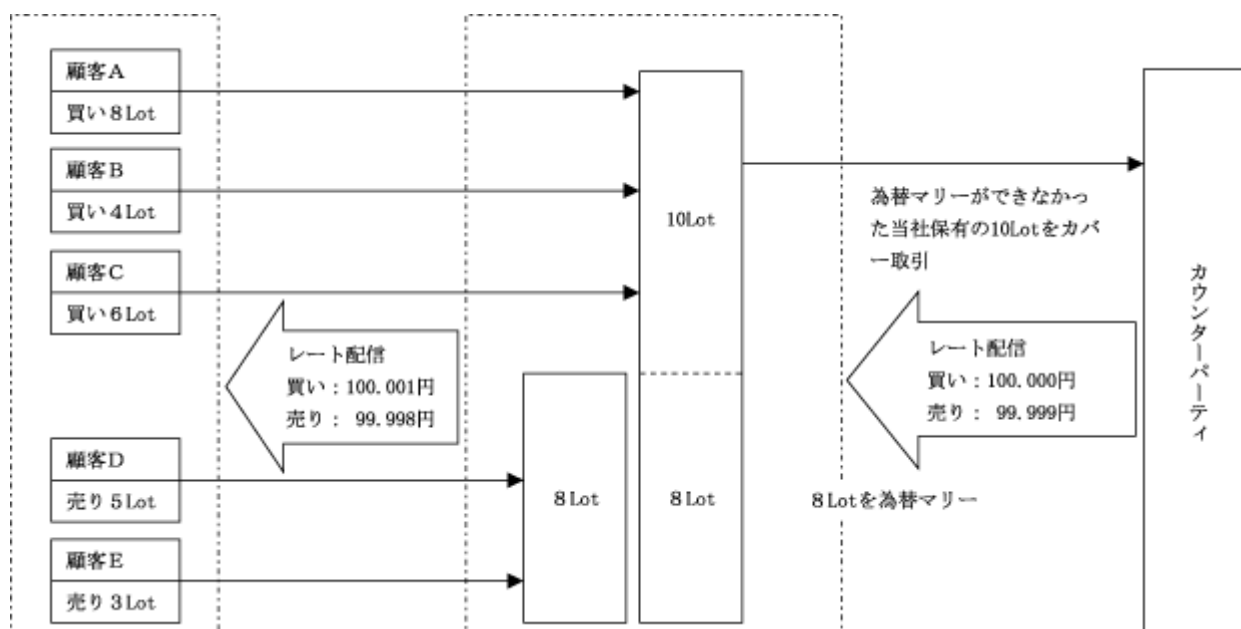 顧客A
買い8Lot
顧客B
買い4Lot
顧客C
買い6Lot
レート配信
買い：100.001円
売り： 99.998円
顧客D
売り5Lot
顧客E
売り3Lot
10Lot
8Lot
8Lot
為替マリーができなかっ
た当社保有の10Lotをカバ
ー取引
レート配信
買い：100.000円
売り： 99.999円
8Lotを為替マリー
カウンターパーティ